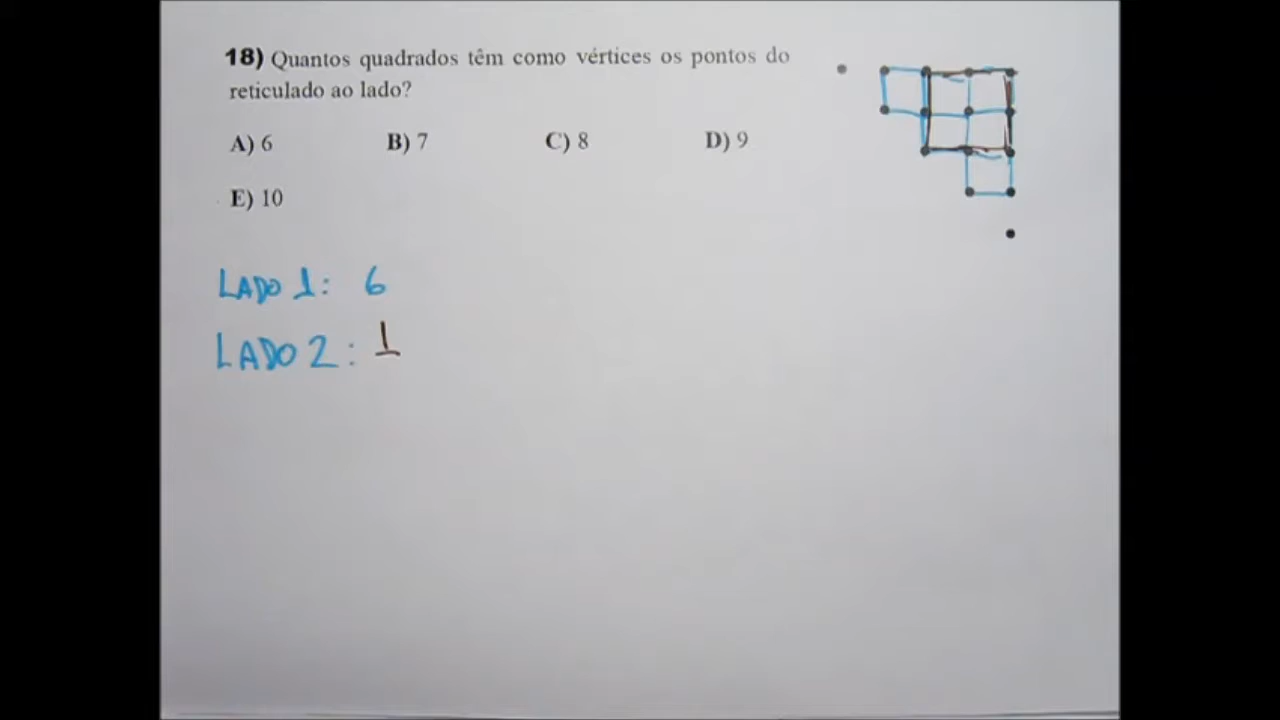 18) Quantos quadrados têm como vértices os pontos do
reticulado ao lado?
A) 6 B) 7 C) 8 D) 9
E) 10
LADO 1: 6
LADO 2: 1